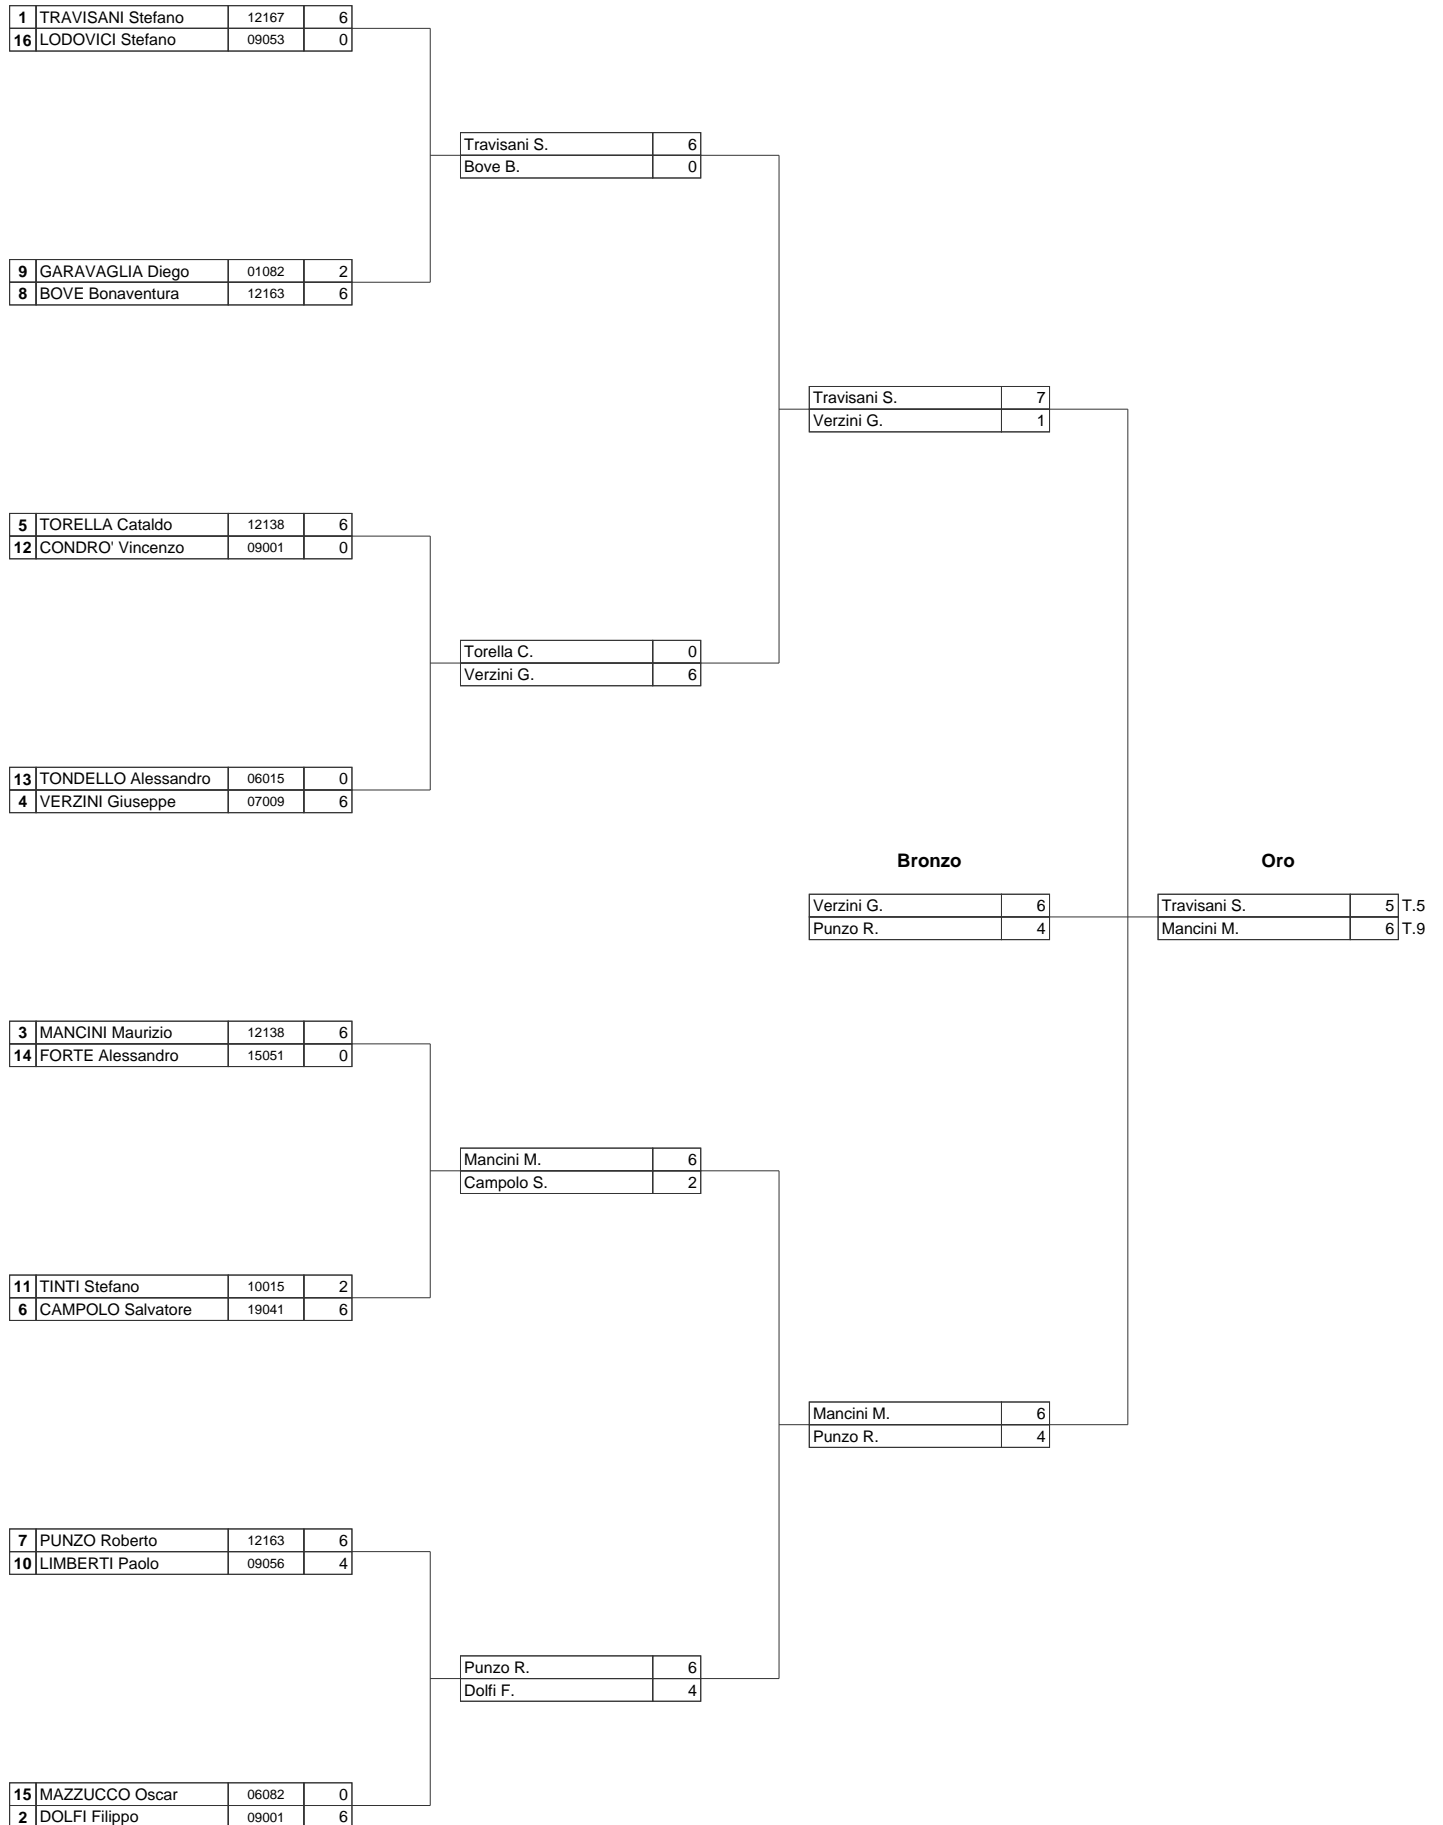 1 TRAVISANI Stefano 12167 6
16 LODOVICI Stefano 09053 0
Travisani S. 6
Bove B. 0
9 GARAVAGLIA Diego 01082 2
8 BOVE Bonaventura 12163 6
Travisani S. 7
Verzini G. 1
5 TORELLA Cataldo 12138 6
12 CONDRO' Vincenzo 09001 0
Torella C. 0
Verzini G. 6
13 TONDELLO Alessandro 06015 0
4 VERZINI Giuseppe 07009 6
Bronzo Oro
Verzini G. 6 Travisani S. 5 T.5
Punzo R. 4 Mancini M. 6 T.9
3 MANCINI Maurizio 12138 6
14 FORTE Alessandro 15051 0
Mancini M. 6
Campolo S. 2
11 TINTI Stefano 10015 2
6 CAMPOLO Salvatore 19041 6
Mancini M. 6
Punzo R. 4
7 PUNZO Roberto 12163 6
10 LIMBERTI Paolo 09056 4
Punzo R. 6
Dolfi F. 4
15 MAZZUCCO Oscar 06082 0
2 DOLFI Filippo 09001 6